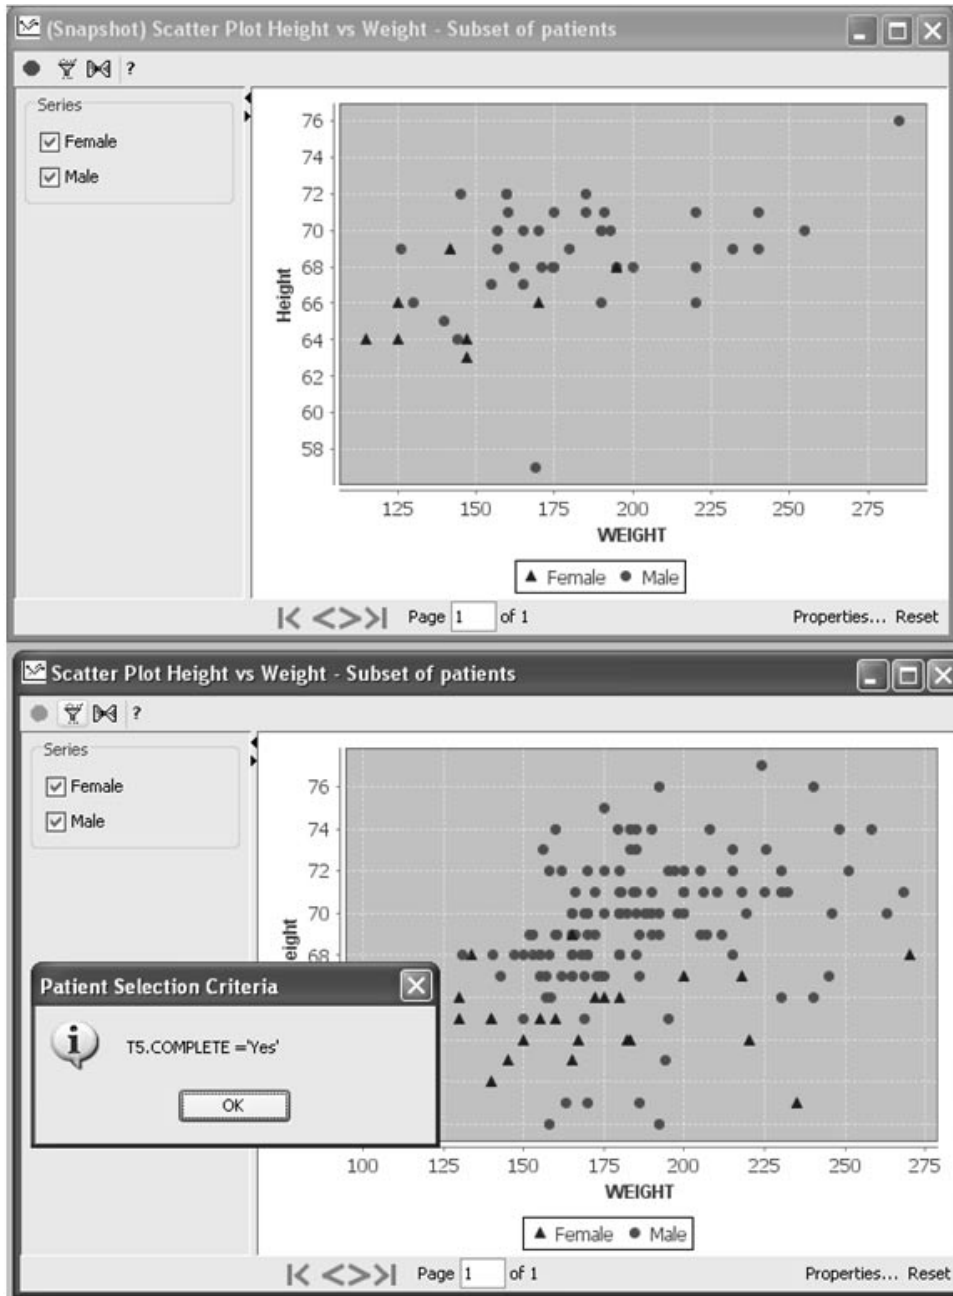 (Snapshot) Scatter Plot Height vs Weight - Subset of patients
?
Series
Female
Male
76
74
72
70
68
66
64
62
60
58
Height
125 150 175 200 225 250 275
WEIGHT
Female Male
Page 1 of 1 Properties... Reset
Scatter Plot Height vs Weight - Subset of patients
?
Series
Female
Male
76
74
72
70
68
eight
Patient Selection Criteria
T5.COMPLETE ='Yes'
OK
100 125 150 175 200 225 250 275
WEIGHT
Female Male
Page 1 of 1 Properties... Reset